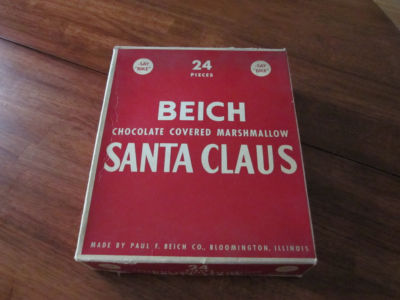 SAY "BIKE"
24
PIECES
SAY "BIKE"
BEICH
CHOCOLATE COVERED MARSHMALLOW
SANTA CLAUS
MADE BY PAUL F. BEICH CO., BLOOMINGTON, ILLINOIS
24